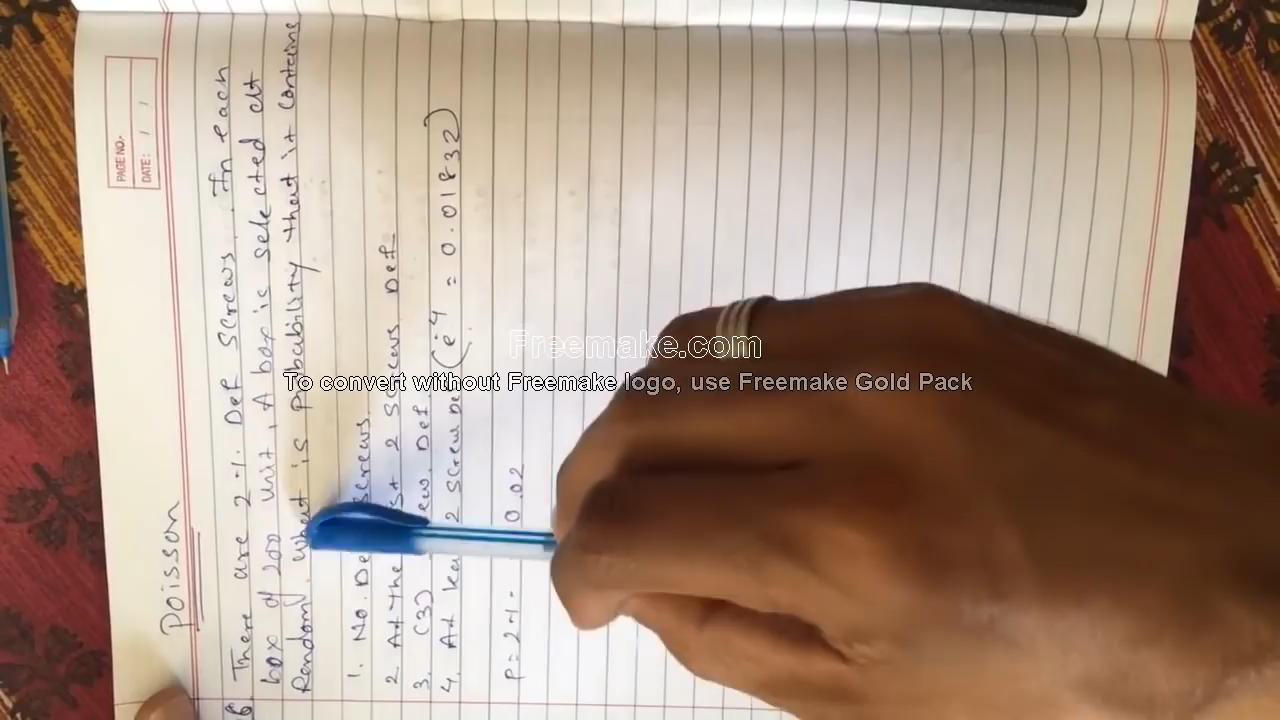 PAGE NO.:
DATE: / /
Poisson
6. There are 2 % Def Screws. In each
box of 200 unit, A box is selected at
Random. What is Probability that it contains
1. No. De Screws.
2. At the st 2 Screws Def
3. (3) ew. Def.
4. At 2 Screw De (e⁻⁴ = 0.01832)
P = 2 % 0.02
Freemake.com
To convert without Freemake logo, use Freemake Gold Pack